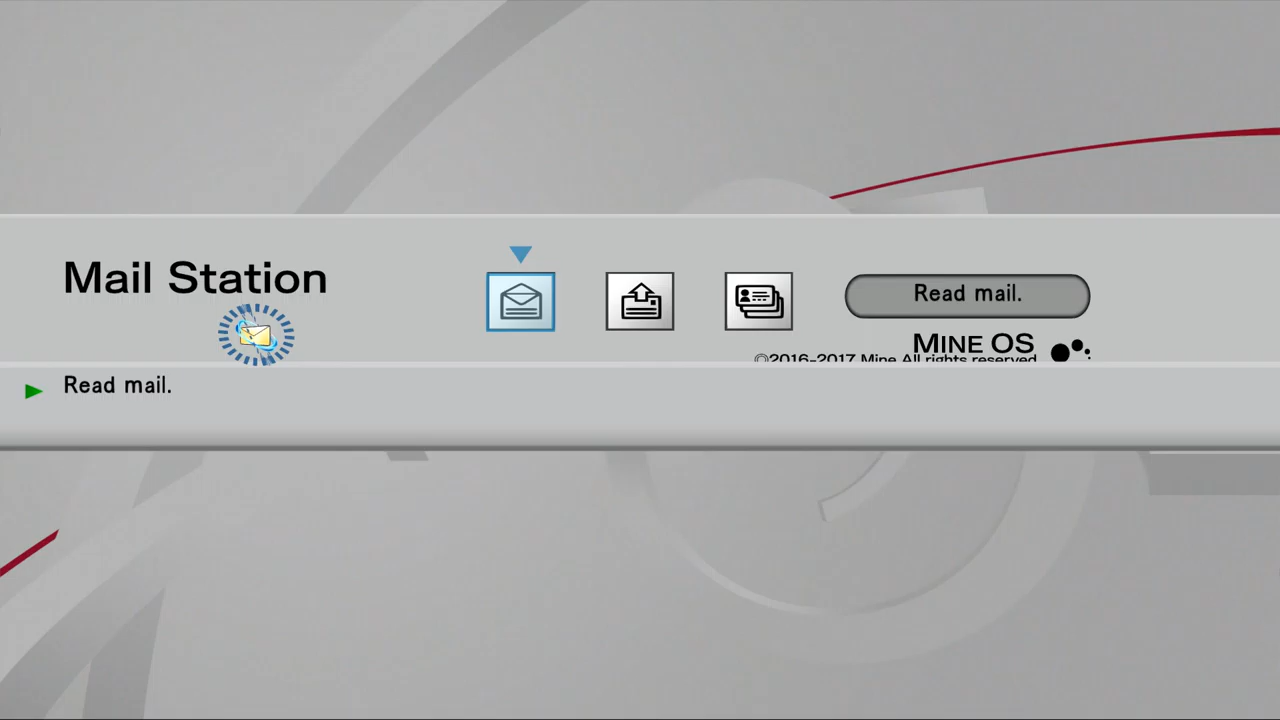 Mail Station
Read mail.
MINE OS
©2016-2017 Mine All rights reserved
Read mail.